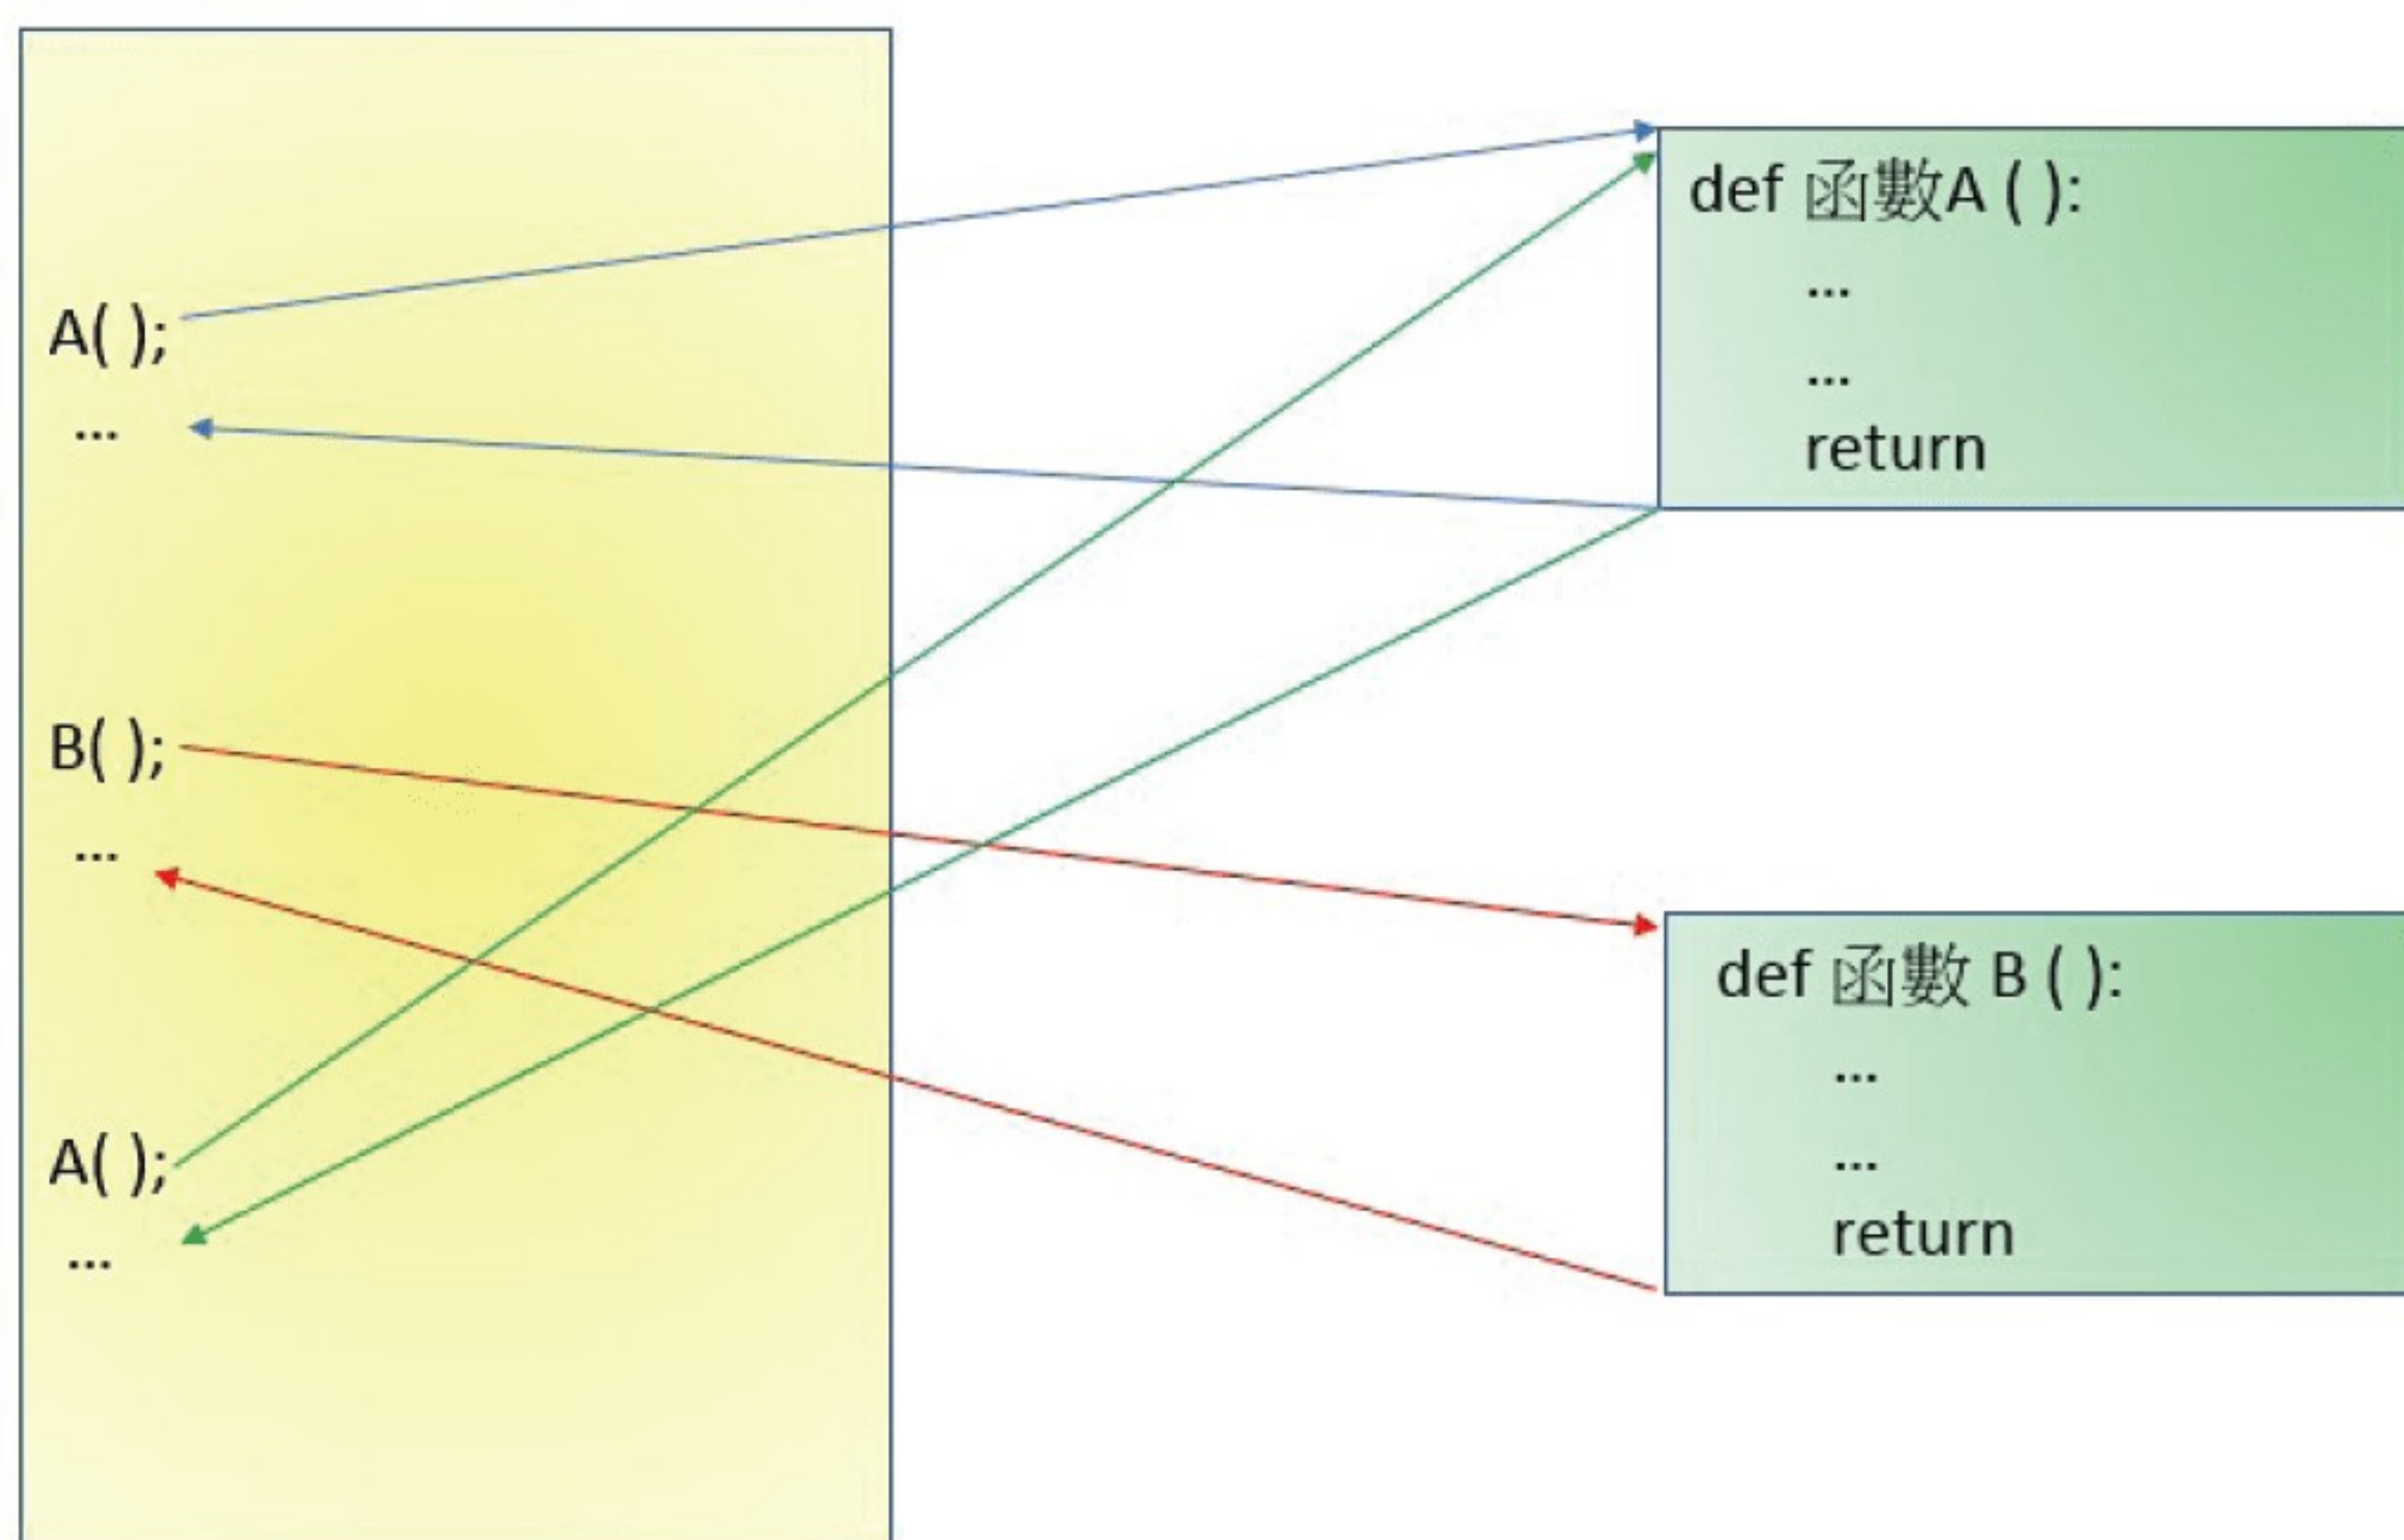 A( );
...
B( );
...
A( );
...
def 函數A ( ):
...
...
return
def 函數 B ( ):
...
...
return